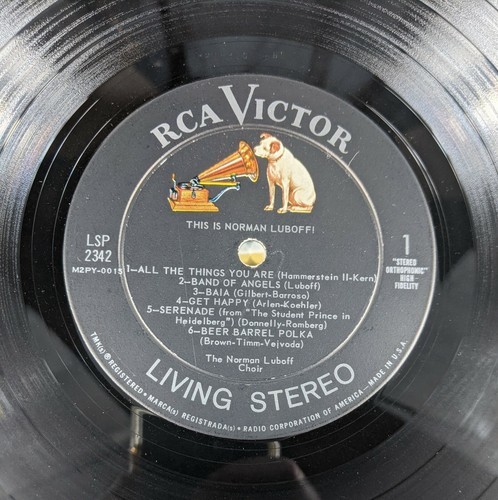 RCA VICTOR
THIS IS NORMAN LUBOFF!
LSP
2342
M2PY-0015
1
"STEREO
ORTHOPHONIC"
HIGH
FIDELITY
1-ALL THE THINGS YOU ARE (Hammerstein II-Kern)
2-BAND OF ANGELS (Luboff)
3-BAIA (Gilbert-Barroso)
4-GET HAPPY (Arlen-Koehler)
5-SERENADE (from "The Student Prince in
Heidelberg") (Donnelly-Romberg)
6-BEER BARREL POLKA
(Brown-Timm-Vejvoda)
The Norman Luboff
Choir
LIVING STEREO
TMK(s) ® REGISTERED • MARCA(s) REGISTRADA(s) • RADIO CORPORATION OF AMERICA—MADE IN U.S.A.